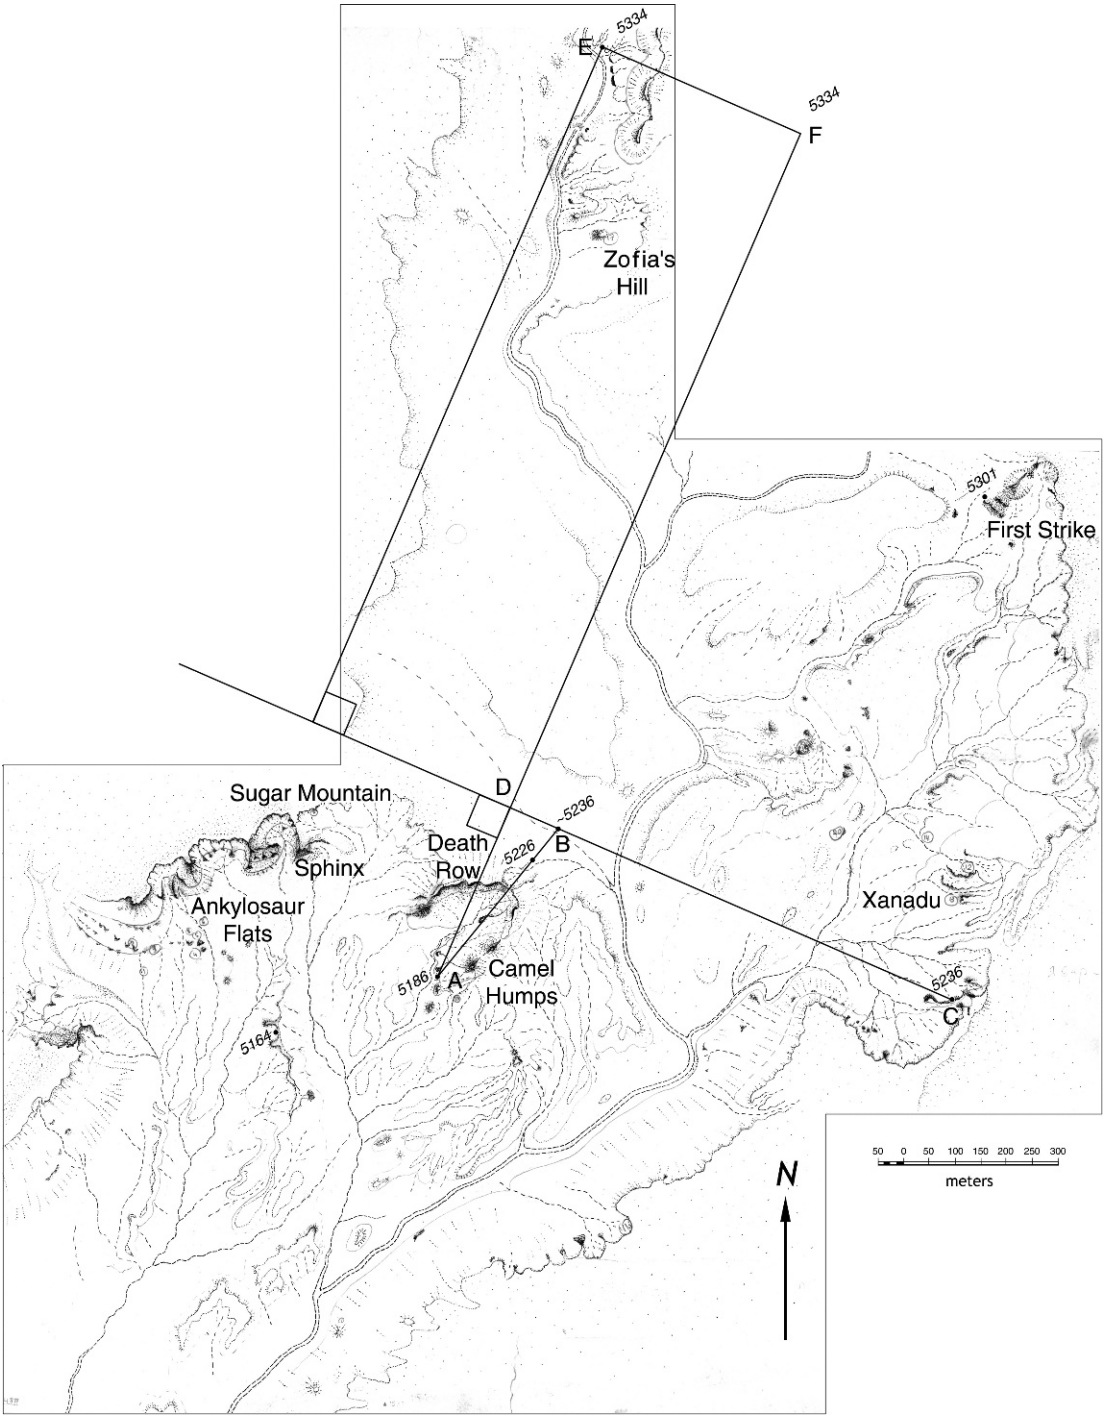 5334
E
5334
F
Zofia's
Hill
5301
First Strike
D
Sugar Mountain
~5236
Death
Row
5226
B
Sphinx
Ankylosaur
Flats
Xanadu
5186
A
Camel
Humps
5236
C
5164
50 0 50 100 150 200 250 300
meters
N